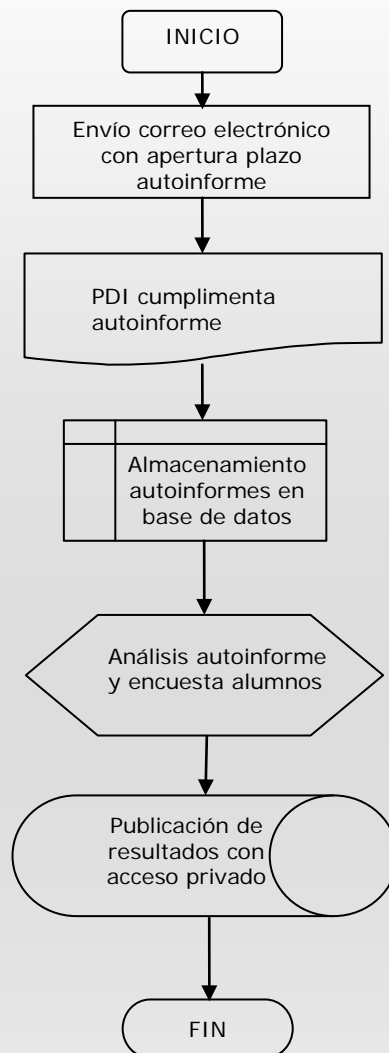 INICIO
Envío correo electrónico
con apertura plazo
autoinforme
PDI cumplimenta
autoinforme
Almacenamiento
autoinformes en
base de datos
Análisis autoinforme
y encuesta alumnos
Publicación de
resultados con
acceso privado
FIN